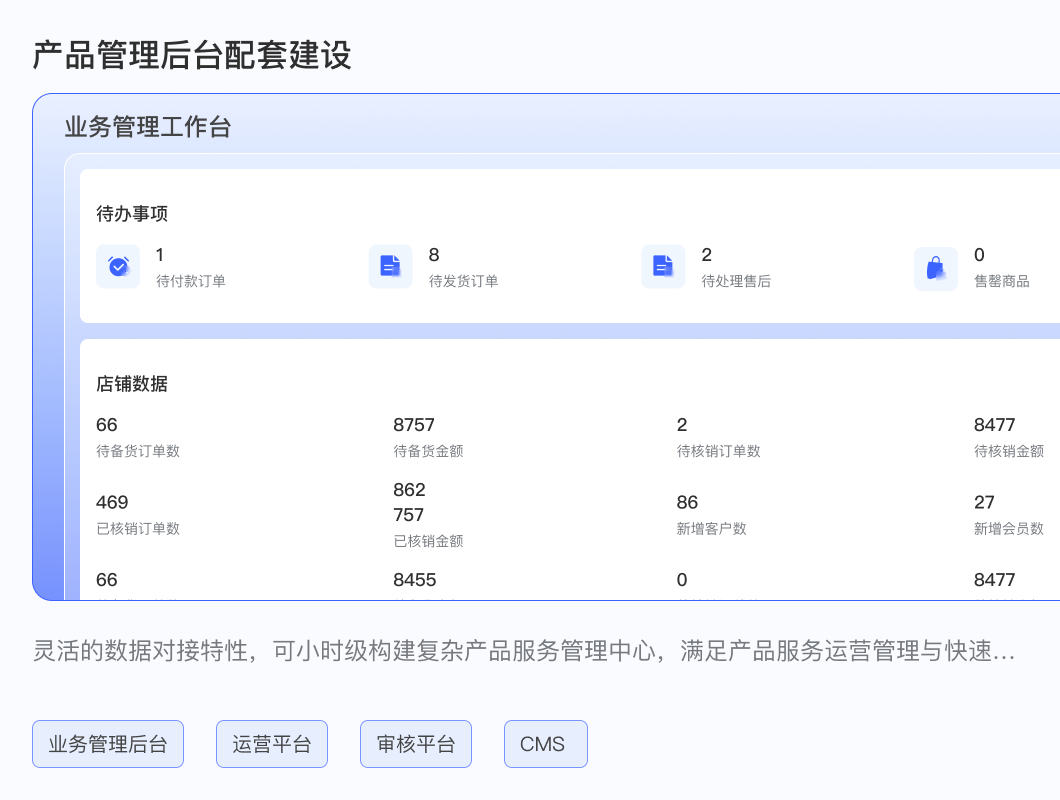 产品管理后台配套建设
业务管理工作台
待办事项
1
8
2
0
待付款订单
待发货订单
待处理售后
售罄商品
店铺数据
66
8757
2
8477
待备货订单数
待备货金额
待核销订单数
待核销金额
469
862
757
86
27
已核销订单数
已核销金额
新增客户数
新增会员数
66
8455
0
8477
灵活的数据对接特性，可小时级构建复杂产品服务管理中心，满足产品服务运营管理与快速...
业务管理后台
运营平台
审核平台
CMS